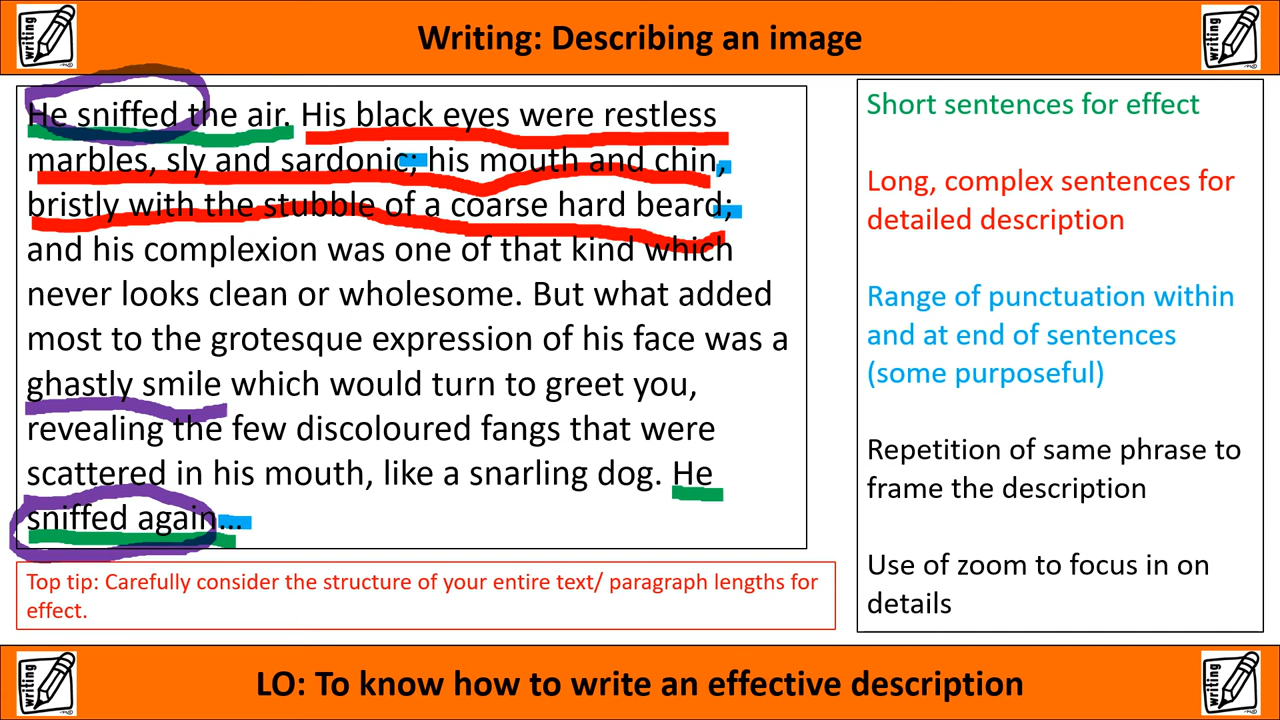 writing
Writing: Describing an image
writing
He sniffed the air. His black eyes were restless
marbles, sly and sardonic; his mouth and chin,
bristly with the stubble of a coarse hard beard;
and his complexion was one of that kind which
never looks clean or wholesome. But what added
most to the grotesque expression of his face was a
ghastly smile which would turn to greet you,
revealing the few discoloured fangs that were
scattered in his mouth, like a snarling dog. He
sniffed again...
Top tip: Carefully consider the structure of your entire text/ paragraph lengths for
effect.
Short sentences for effect
Long, complex sentences for
detailed description
Range of punctuation within
and at end of sentences
(some purposeful)
Repetition of same phrase to
frame the description
Use of zoom to focus in on
details
writing
LO: To know how to write an effective description
writing